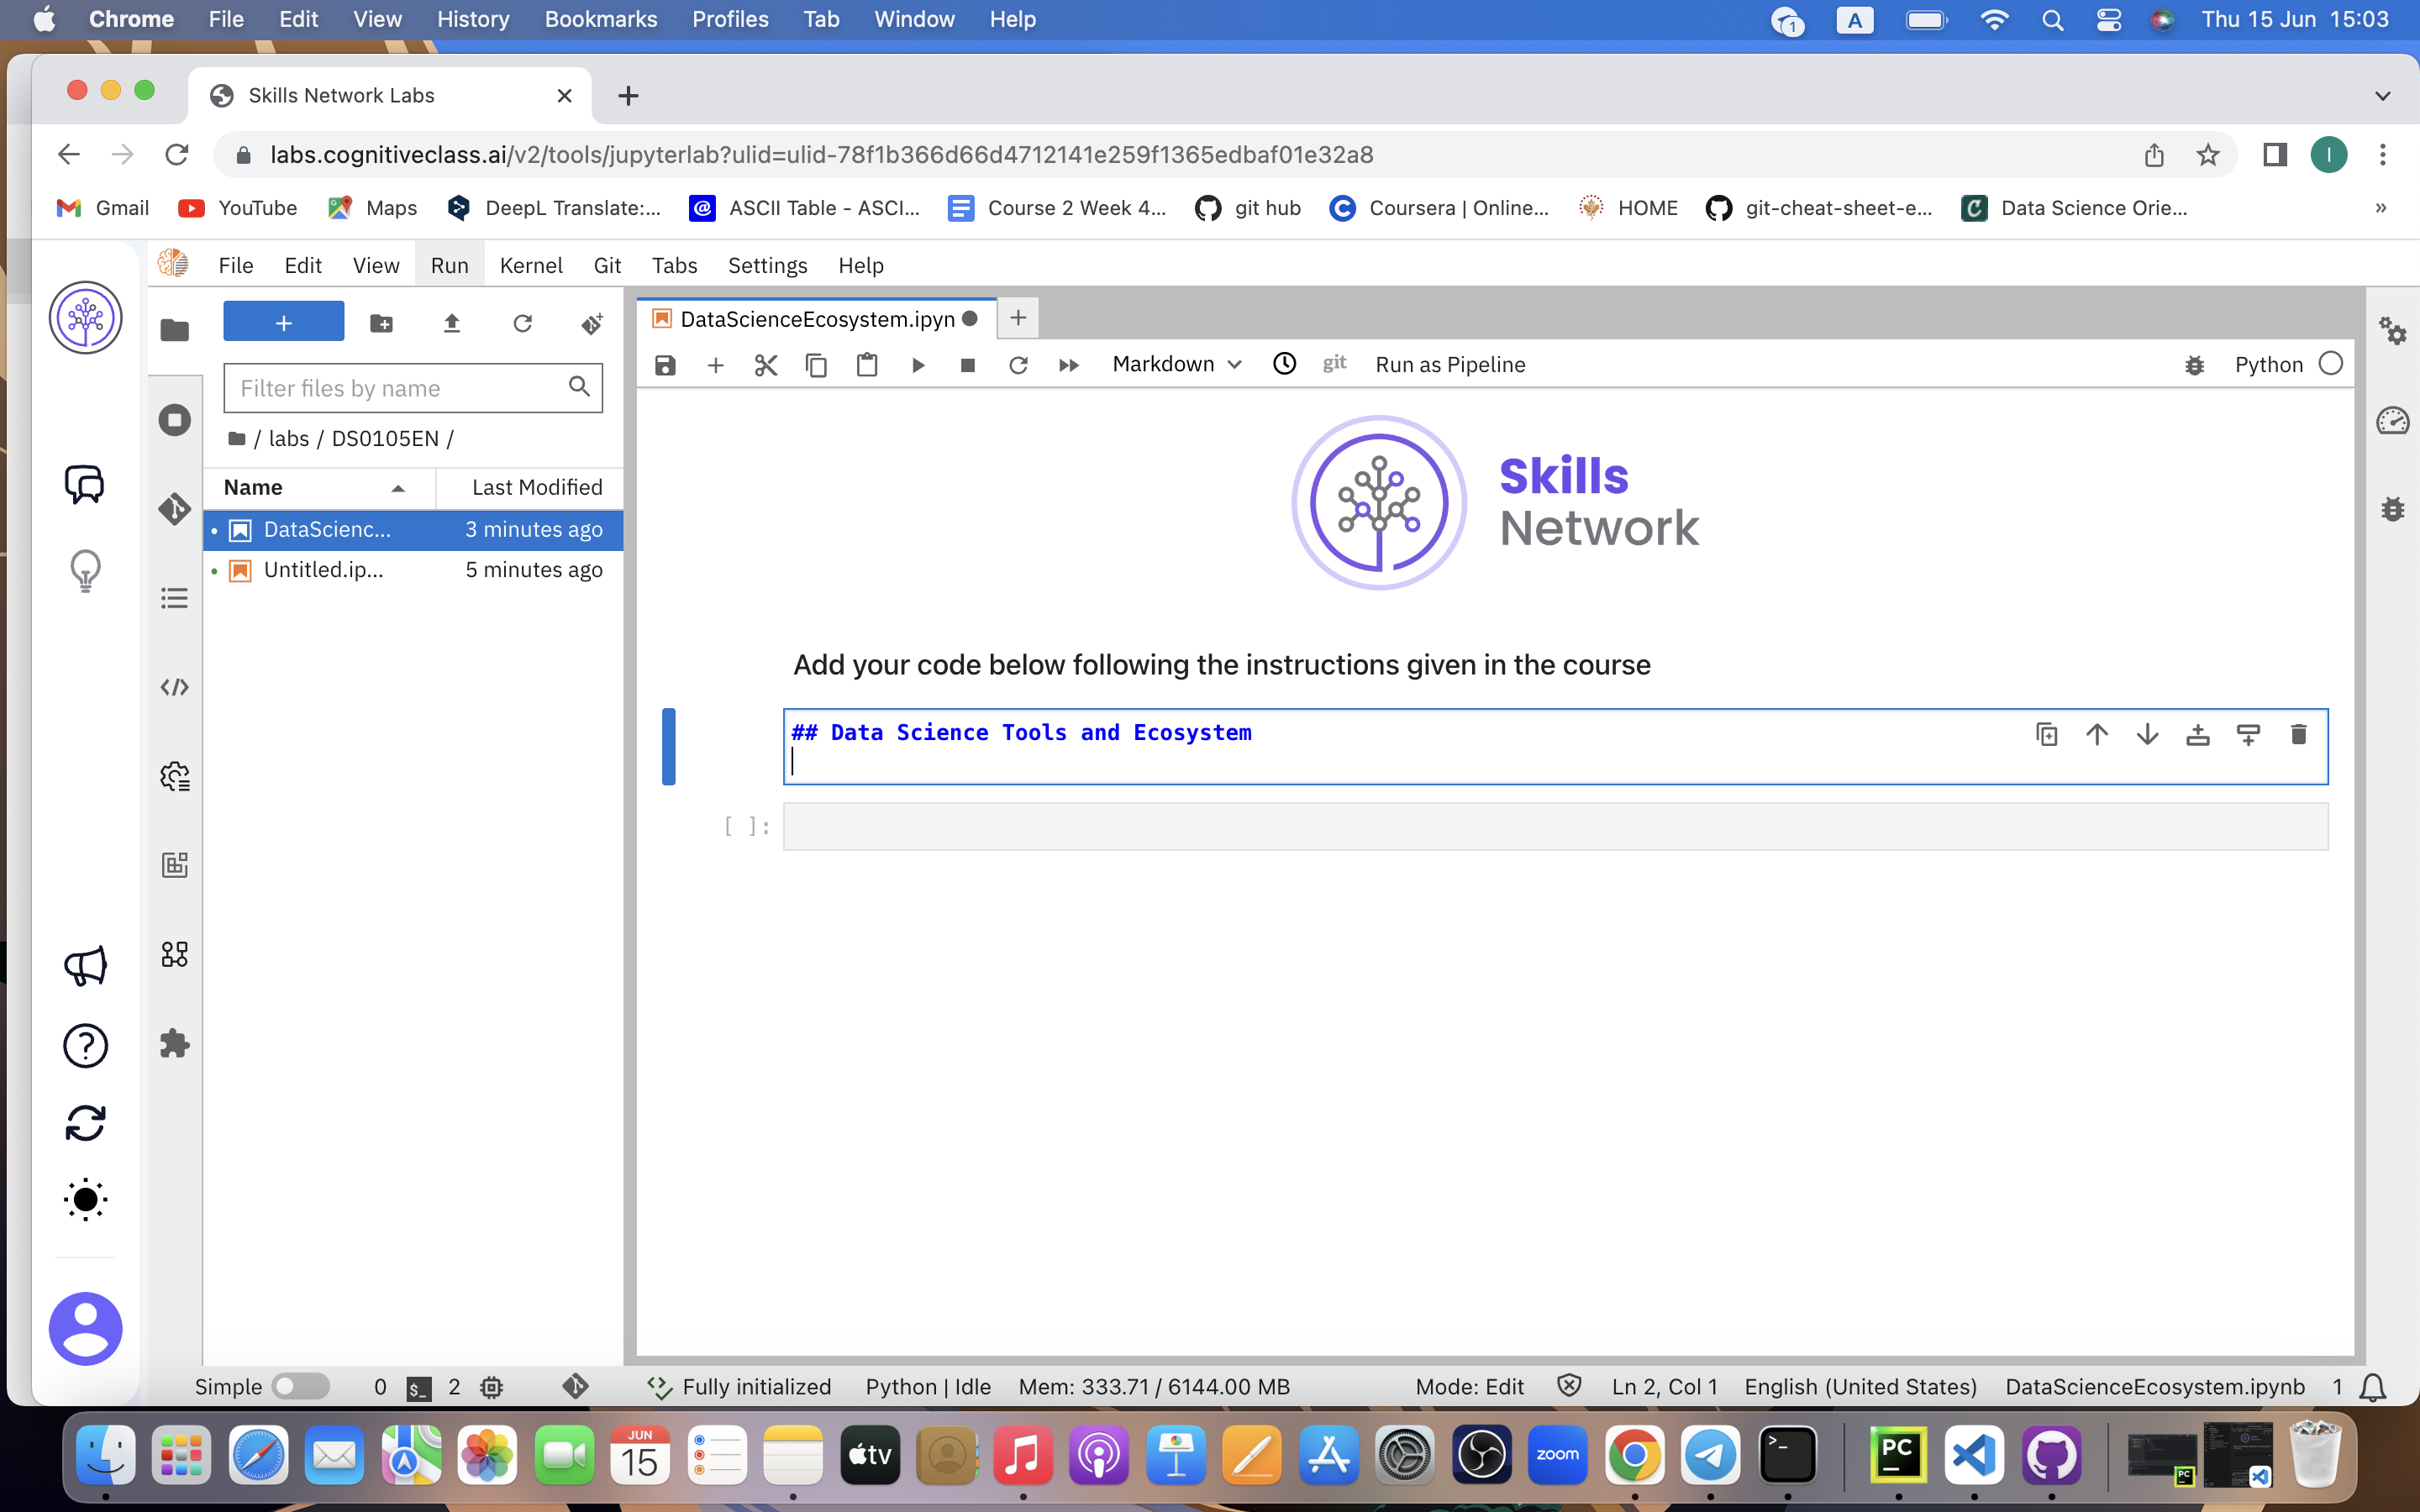 Chrome File Edit View History Bookmarks Profiles Tab Window Help 1 A Thu 15 Jun 15:03
Skills Network Labs
labs.cognitiveclass.ai/v2/tools/jupyterlab?ulid=ulid-78f1b366d66d4712141e259f1365edbaf01e32a8 I
Gmail YouTube Maps DeepL Translate:... ASCII Table - ASCI... Course 2 Week 4... git hub Coursera | Online... HOME git-cheat-sheet-e... Data Science Orie... »
File Edit View Run Kernel Git Tabs Settings Help
DataScienceEcosystem.ipyn
Markdown git Run as Pipeline Python
Filter files by name
/ labs / DS0105EN /
Name Last Modified
DataScienc... 3 minutes ago
Untitled.ip... 5 minutes ago
Skills
Network
Add your code below following the instructions given in the course
## Data Science Tools and Ecosystem
[ ]:
Simple 0 $_ 2 Fully initialized Python | Idle Mem: 333.71 / 6144.00 MB Mode: Edit Ln 2, Col 1 English (United States) DataScienceEcosystem.ipynb 1
JUN
15
tv
zoom
>_
PC
PC